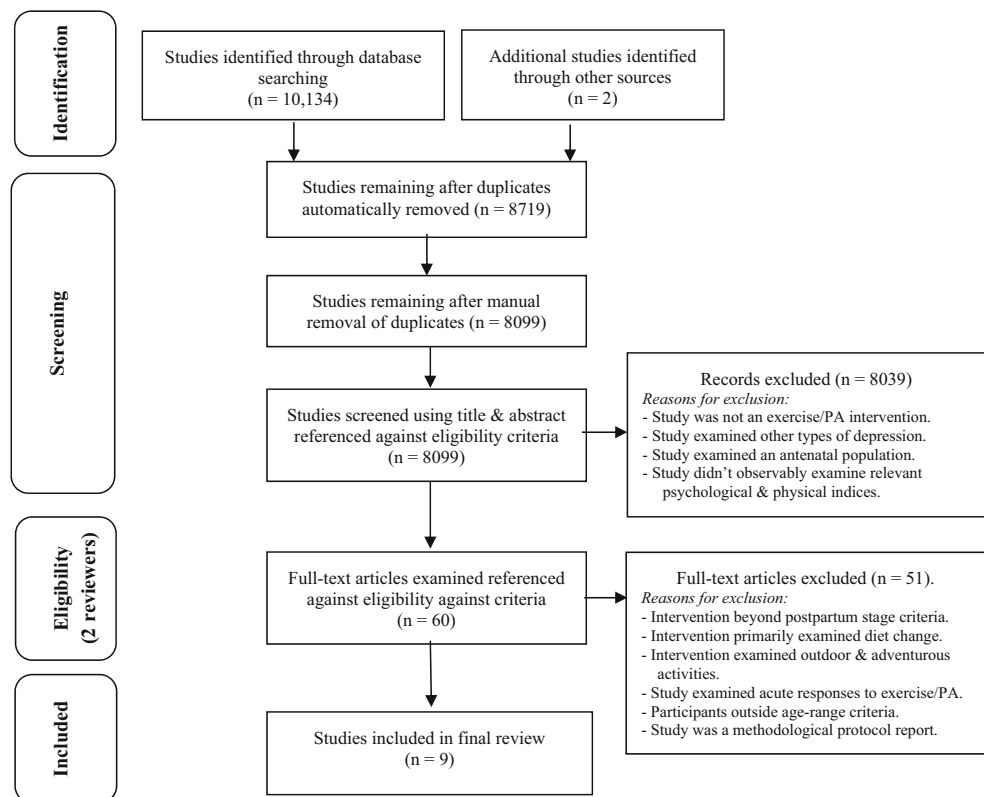 Identification
Studies identified through database
searching
(n = 10,134)
Additional studies identified
through other sources
(n = 2)
Screening
Studies remaining after duplicates
automatically removed (n = 8719)
Studies remaining after manual
removal of duplicates (n = 8099)
Studies screened using title & abstract
referenced against eligibility criteria
(n = 8099)
Records excluded (n = 8039)
Reasons for exclusion:
- Study was not an exercise/PA intervention.
- Study examined other types of depression.
- Study examined an antenatal population.
- Study didn't observably examine relevant
psychological & physical indices.
Eligibility
(2 reviewers)
Full-text articles examined referenced
against eligibility against criteria
(n = 60)
Full-text articles excluded (n = 51).
Reasons for exclusion:
- Intervention beyond postpartum stage criteria.
- Intervention primarily examined diet change.
- Intervention examined outdoor & adventurous
activities.
- Study examined acute responses to exercise/PA.
- Participants outside age-range criteria.
- Study was a methodological protocol report.
Included
Studies included in final review
(n = 9)